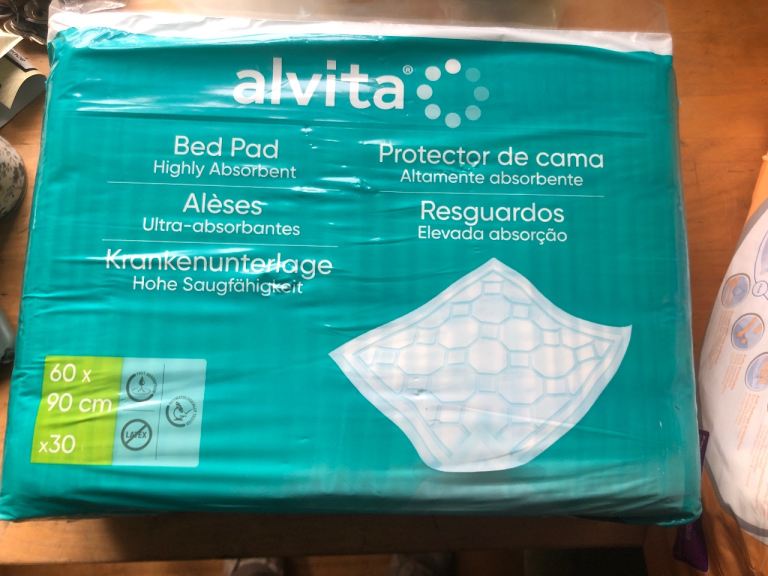 alvita®
Bed Pad
Highly Absorbent
Alèses
Ultra-absorbantes
Krankenunterlage
Hohe Saugfähigkeit
Protector de cama
Altamente absorbente
Resguardos
Elevada absorção
60 x
90 cm
x30
LATEX